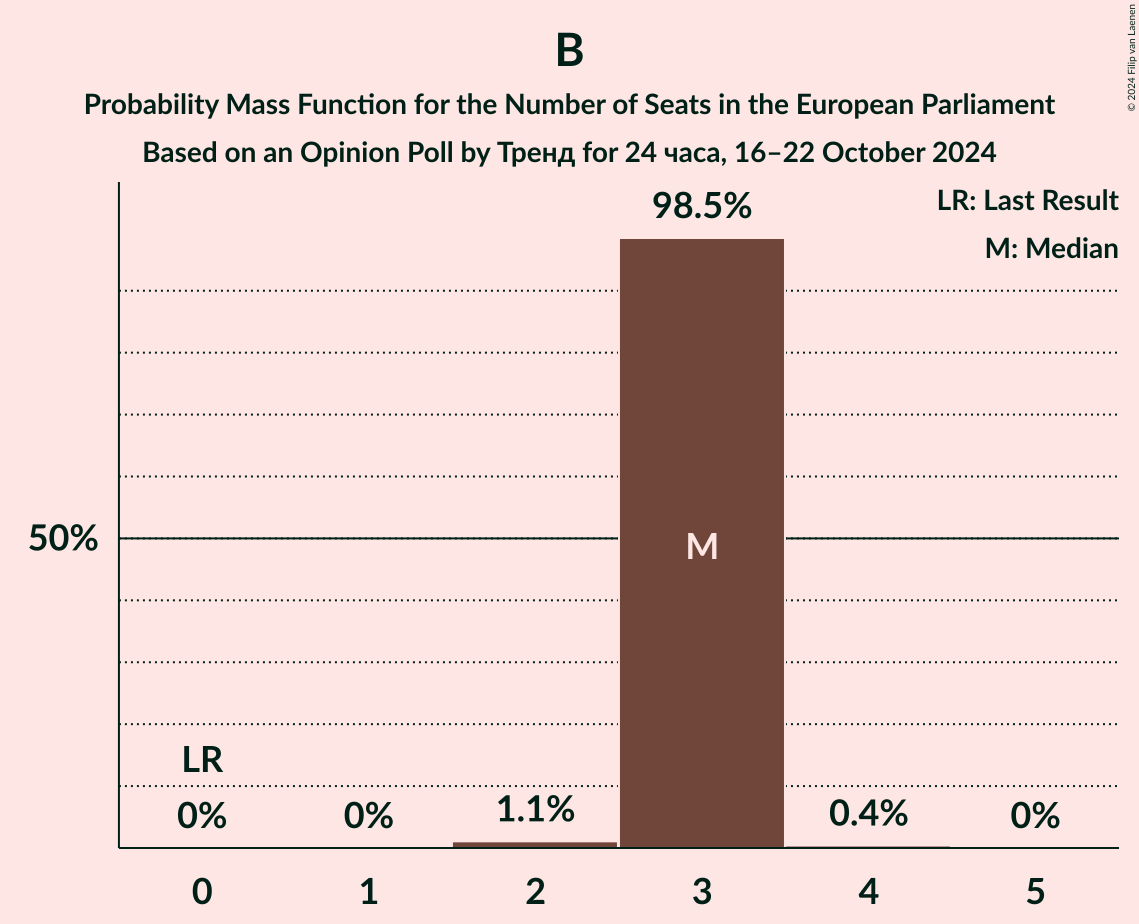 B
Probability Mass Function for the Number of Seats in the European Parliament
Based on an Opinion Poll by Тренд for 24 часа, 16–22 October 2024
© 2024 Filip van Laenen
LR: Last Result
M: Median
98.5%
50%
M
LR
0%
0%
1.1%
0.4%
0%
0
1
2
3
4
5